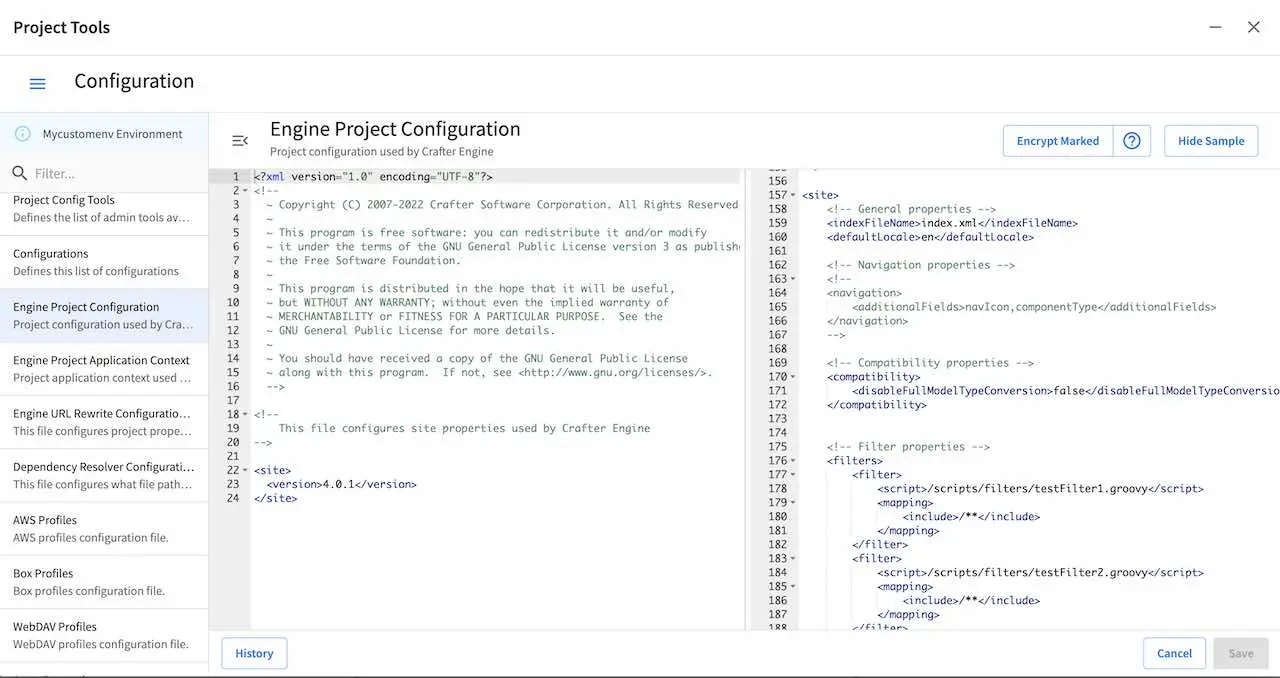 Project Tools
Configuration
Mycustomenv Environment
Filter...
Project Config Tools
Defines the list of admin tools av...
Configurations
Defines this list of configurations
Engine Project Configuration
Project configuration used by Cra...
Engine Project Application Context
Project application context used ...
Engine URL Rewrite Configuratio...
This file configures project prope...
Dependency Resolver Configurati...
This file configures what file path...
AWS Profiles
AWS profiles configuration file.
Box Profiles
Box profiles configuration file.
WebDAV Profiles
WebDAV profiles configuration file.
Engine Project Configuration
Project configuration used by Crafter Engine
Encrypt Marked
Hide Sample
1 <?xml version="1.0" encoding="UTF-8"?>
2 <!--
3 ~ Copyright (C) 2007-2022 Crafter Software Corporation. All Rights Reserved
4 ~
5 ~ This program is free software: you can redistribute it and/or modify
6 ~ it under the terms of the GNU General Public License version 3 as publish
7 ~ the Free Software Foundation.
8 ~
9 ~ This program is distributed in the hope that it will be useful,
10 ~ but WITHOUT ANY WARRANTY; without even the implied warranty of
11 ~ MERCHANTABILITY or FITNESS FOR A PARTICULAR PURPOSE.  See the
12 ~ GNU General Public License for more details.
13 ~
14 ~ You should have received a copy of the GNU General Public License
15 ~ along with this program.  If not, see <http://www.gnu.org/licenses/>.
16 -->
17
18 <!--
19 This file configures site properties used by Crafter Engine
20 -->
21
22 <site>
23 <version>4.0.1</version>
24 </site>
156
157 <site>
158 <!-- General properties -->
159 <indexFileName>index.xml</indexFileName>
160 <defaultLocale>en</defaultLocale>
161
162 <!-- Navigation properties -->
163 <!--
164 <navigation>
165 <additionalFields>navIcon,componentType</additionalFields>
166 </navigation>
167 -->
168
169 <!-- Compatibility properties -->
170 <compatibility>
171 <disableFullModelTypeConversion>false</disableFullModelTypeConversio
172 </compatibility>
173
174
175 <!-- Filter properties -->
176 <filters>
177 <filter>
178 <script>/scripts/filters/testFilter1.groovy</script>
179 <mapping>
180 <include>/**</include>
181 </mapping>
182 </filter>
183 <filter>
184 <script>/scripts/filters/testFilter2.groovy</script>
185 <mapping>
186 <include>/**</include>
187 </mapping>
188 </filter>
History
Cancel
Save